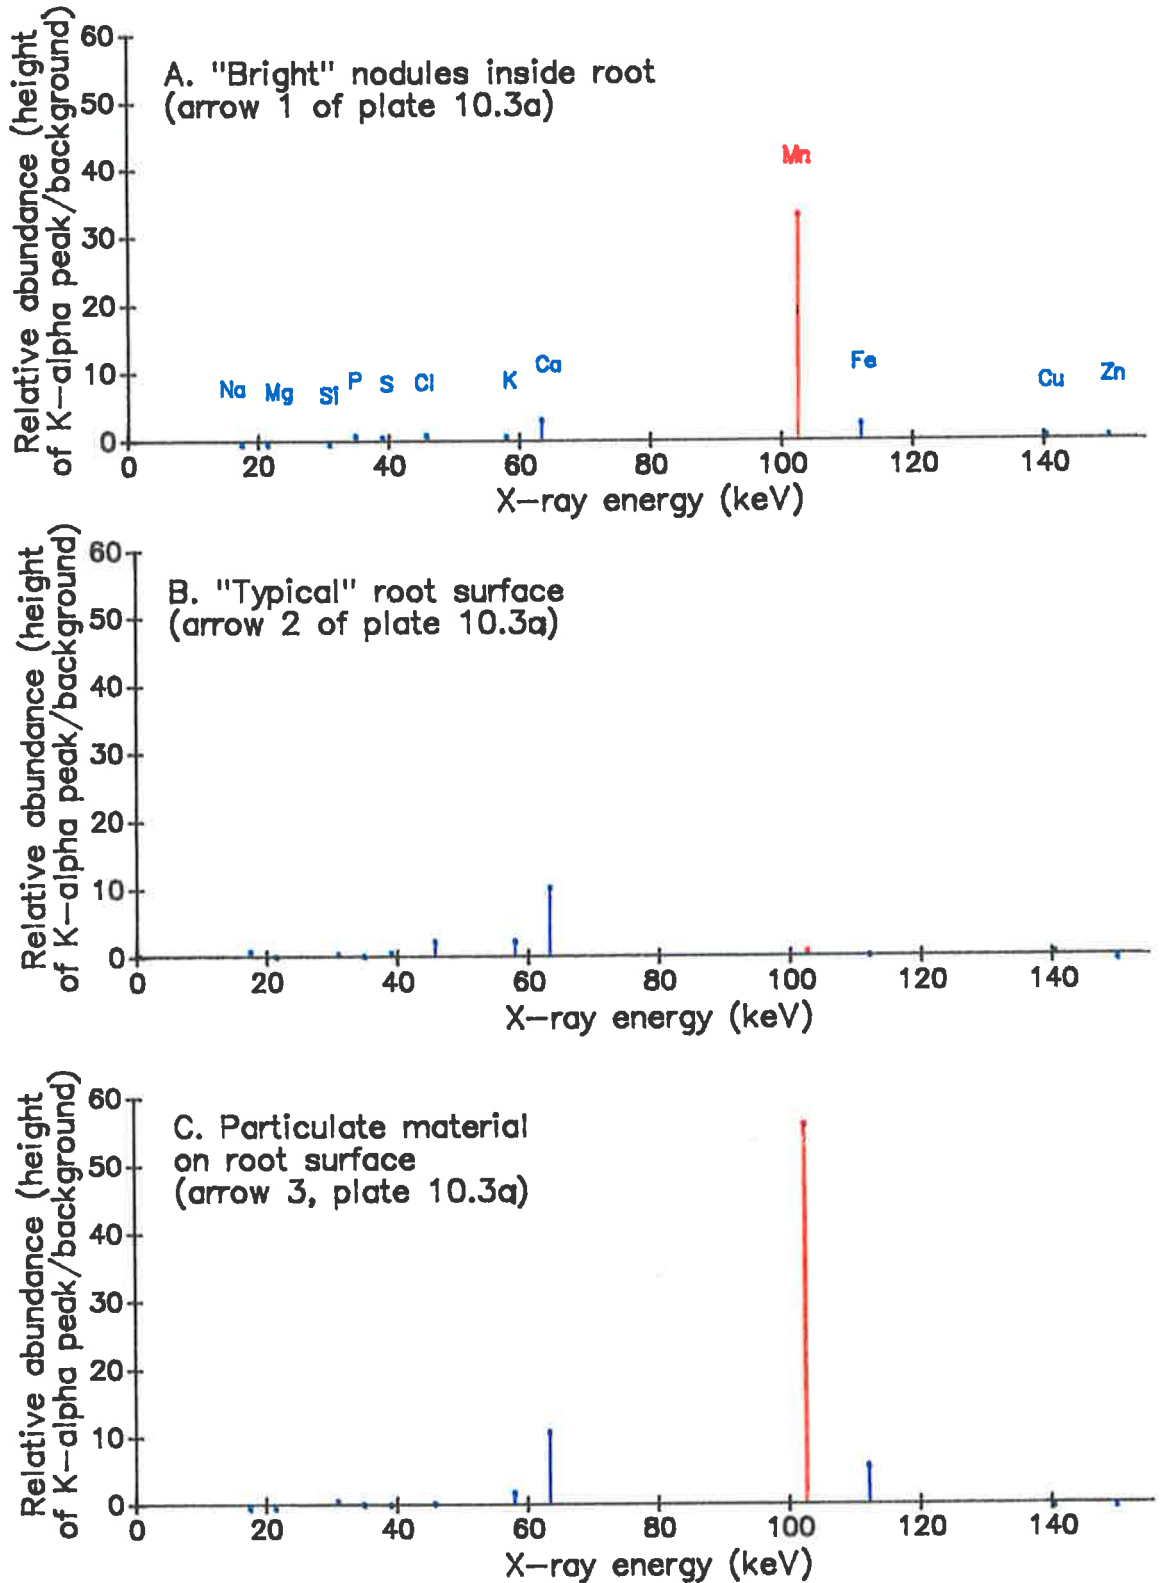 Relative abundance (height
of K-alpha peak/background)
60
50
40
30
20
10
0
A. "Bright" nodules inside root
(arrow 1 of plate 10.3a)
Mn
Na Mg Si P S Cl K Ca Fe Cu Zn
0 20 40 60 80 100 120 140
X-ray energy (keV)
Relative abundance (height
of K-alpha peak/background)
60
50
40
30
20
10
0
B. "Typical" root surface
(arrow 2 of plate 10.3a)
0 20 40 60 80 100 120 140
X-ray energy (keV)
Relative abundance (height
of K-alpha peak/background)
60
50
40
30
20
10
0
C. Particulate material
on root surface
(arrow 3, plate 10.3a)
0 20 40 60 80 100 120 140
X-ray energy (keV)